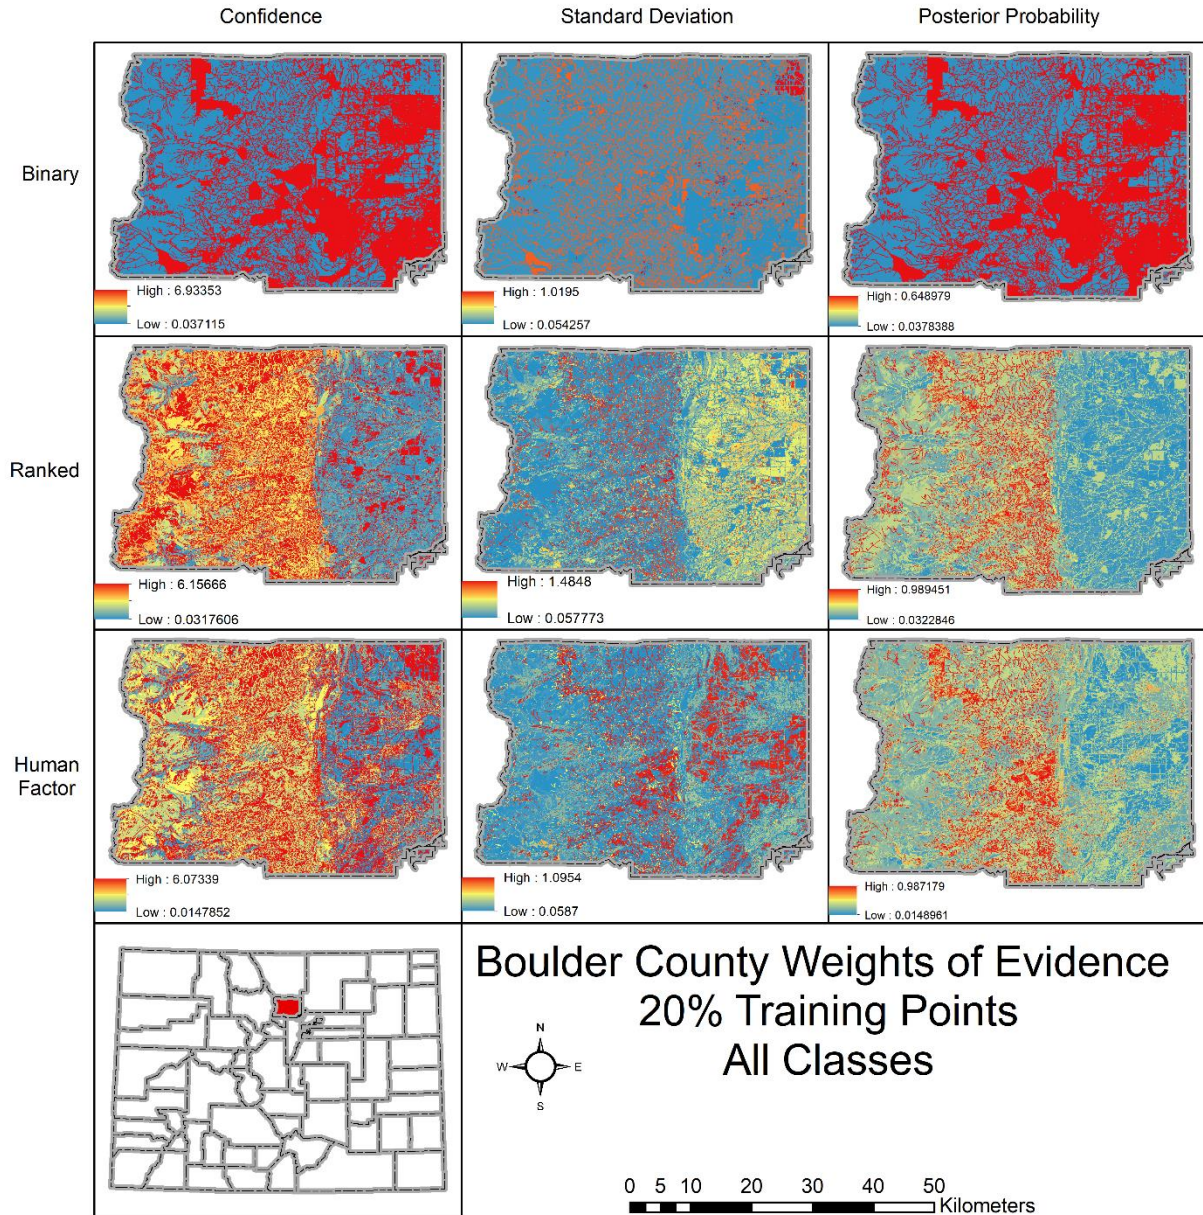 Confidence
Standard Deviation
Posterior Probability
Binary
High : 6.93353
Low : 0.037115
High : 1.0195
Low : 0.054257
High : 0.648979
Low : 0.0378388
Ranked
High : 6.15666
Low : 0.0317606
High : 1.4848
Low : 0.057773
High : 0.989451
Low : 0.0322846
Human
Factor
High : 6.07339
Low : 0.0147852
High : 1.0954
Low : 0.0587
High : 0.987179
Low : 0.0148961
Boulder County Weights of Evidence
20% Training Points
All Classes
N
W E
S
0 5 10 20 30 40 50
Kilometers